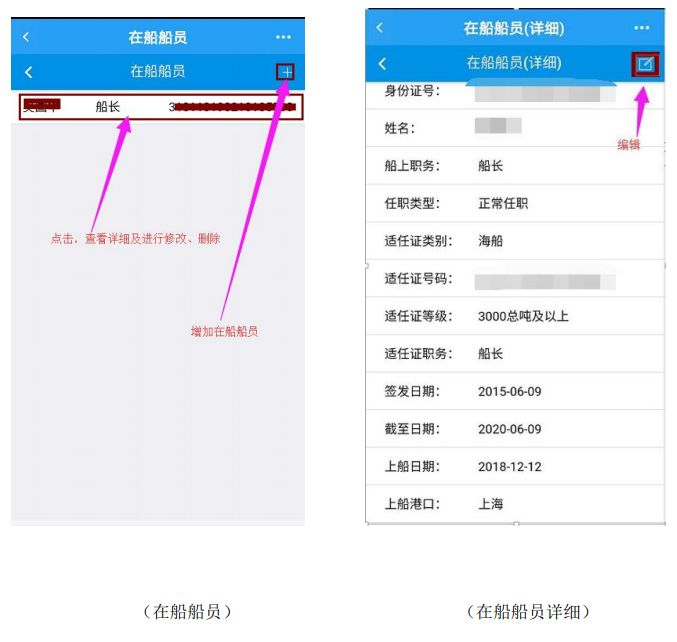 在船船员
在船船员
船长
点击，查看详细及进行修改、删除
增加在船船员
在船船员(详细)
在船船员(详细)
身份证号：
姓名：
编辑
船上职务： 船长
任职类型： 正常任职
适任证类别： 海船
适任证号码：
适任证等级： 3000总吨及以上
适任证职务： 船长
签发日期： 2015-06-09
截至日期： 2020-06-09
上船日期： 2018-12-12
上船港口： 上海
（在船船员）
（在船船员详细）